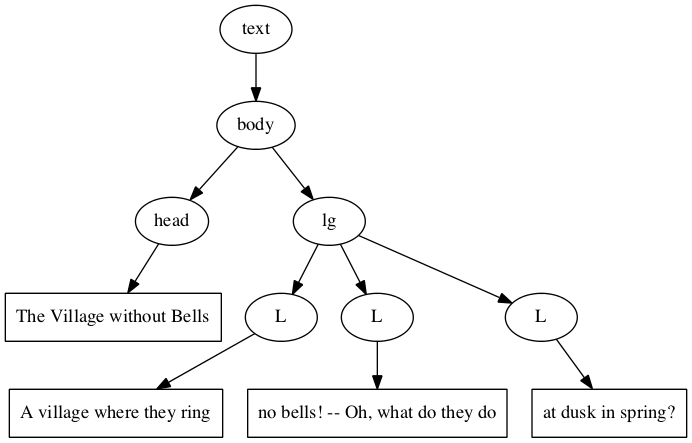 text
body
head
lg
The Village without Bells
L
L
L
A village where they ring
no bells! -- Oh, what do they do
at dusk in spring?